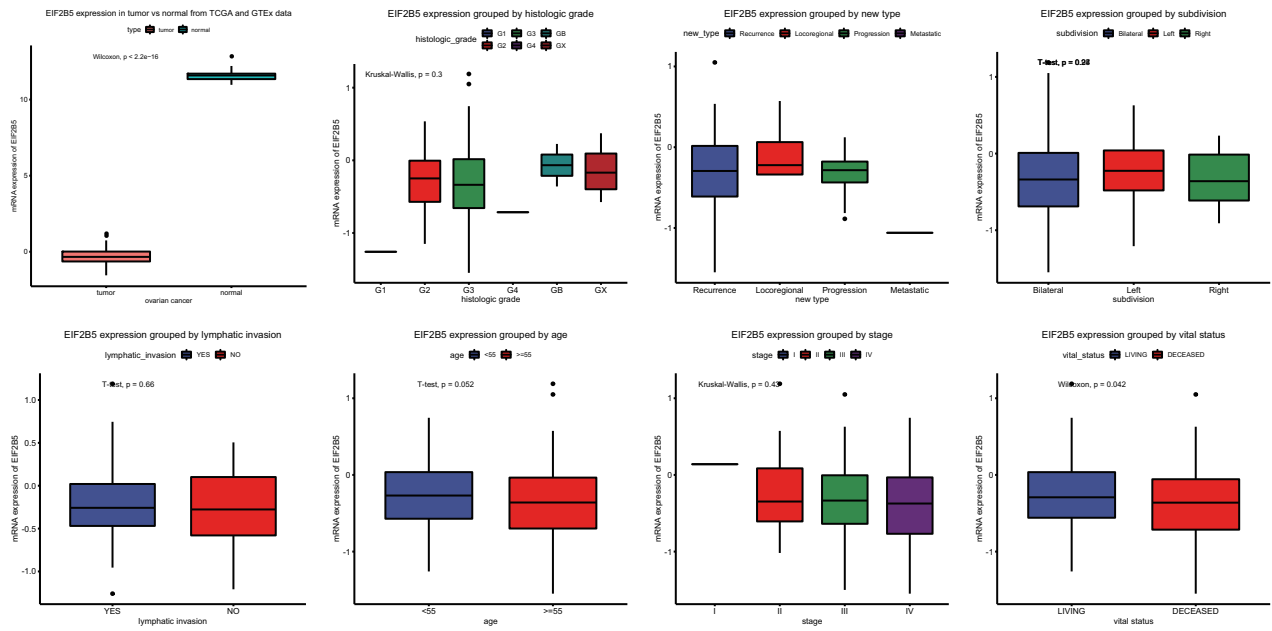 EIF2B5 expression in tumor vs normal from TCGA and GTEx data
type tumor normal
Wilcoxon, p < 2.2e−16
mRNA expression of EIF2B5
10
5
0
tumor normal
ovarian cancer
EIF2B5 expression grouped by histologic grade
histologic_grade
G1 G3 GB
G2 G4 GX
Kruskal-Wallis, p = 0.3
mRNA expression of EIF2B5
1
0
-1
G1 G2 G3 G4 GB GX
histologic grade
EIF2B5 expression grouped by new type
new_type Recurrence Locoregional Progression Metastatic
mRNA expression of EIF2B5
1
0
-1
Recurrence Locoregional Progression Metastatic
new type
EIF2B5 expression grouped by subdivision
subdivision Bilateral Left Right
T-test, p =
mRNA expression of EIF2B5
1
0
-1
Bilateral Left Right
subdivision
EIF2B5 expression grouped by lymphatic invasion
lymphatic_invasion YES NO
T-test, p = 0.66
mRNA expression of EIF2B5
1.0
0.5
0.0
-0.5
-1.0
YES NO
lymphatic invasion
EIF2B5 expression grouped by age
age <55 >=55
T-test, p = 0.052
mRNA expression of EIF2B5
1
0
-1
<55 >=55
age
EIF2B5 expression grouped by stage
stage I II III IV
Kruskal-Wallis, p = 0.43
mRNA expression of EIF2B5
1
0
-1
I II III IV
stage
EIF2B5 expression grouped by vital status
vital_status LIVING DECEASED
Wilcoxon, p = 0.042
mRNA expression of EIF2B5
1
0
-1
LIVING DECEASED
vital status